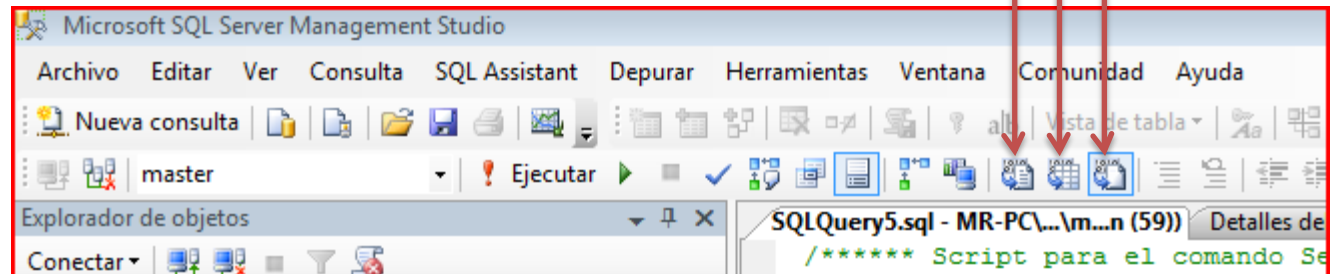 Microsoft SQL Server Management Studio
Archivo Editar Ver Consulta SQL Assistant Depurar Herramientas Ventana Comunidad Ayuda
Nueva consulta Vista de tabla
master Ejecutar
Explorador de objetos SQLQuery5.sql - MR-PC\...\m...n (59)) Detalles de
Conectar /****** Script para el comando Se